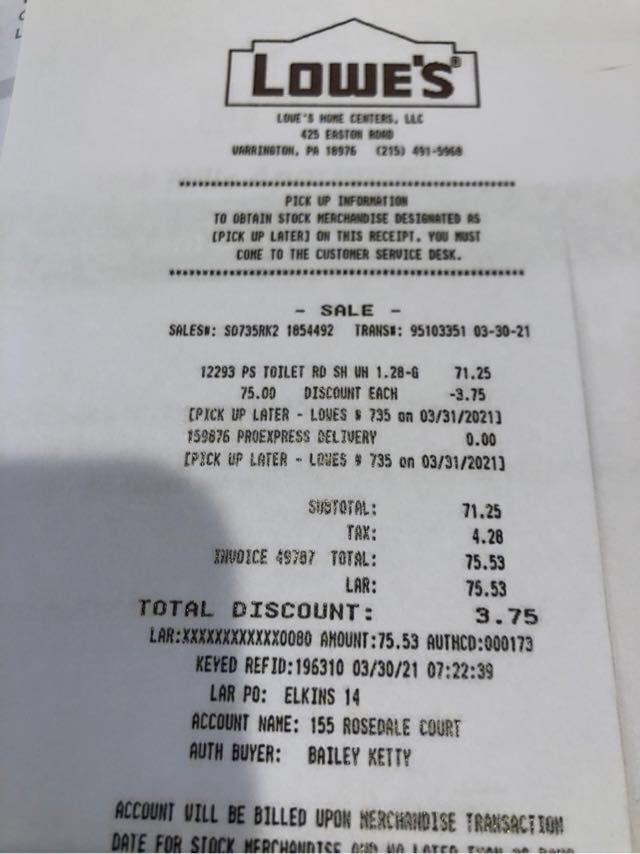 LOWE'S®
LOWE'S HOME CENTERS, LLC
425 EASTON ROAD
WARRINGTON, PA 18976 (215) 491-5968
PICK UP INFORMATION
TO OBTAIN STOCK MERCHANDISE DESIGNATED AS
[PICK UP LATER] ON THIS RECEIPT, YOU MUST
COME TO THE CUSTOMER SERVICE DESK.
- SALE -
SALES#: SO735RK2 1854492 TRANS#: 95103351 03-30-21
12293 PS TOILET RD SH WH 1.28-G 71.25
75.00 DISCOUNT EACH -3.75
[PICK UP LATER - LOWES # 735 on 03/31/2021]
159876 PROEXPRESS DELIVERY 0.00
[PICK UP LATER - LOWES # 735 on 03/31/2021]
SUBTOTAL: 71.25
TAX: 4.28
INVOICE 49787 TOTAL: 75.53
LAR: 75.53
TOTAL DISCOUNT: 3.75
LAR:XXXXXXXXXXXX0080 AMOUNT:75.53 AUTHCD:000173
KEYED REFID:196310 03/30/21 07:22:39
LAR PO: ELKINS 14
ACCOUNT NAME: 155 ROSEDALE COURT
AUTH BUYER: BAILEY KETTY
ACCOUNT WILL BE BILLED UPON MERCHANDISE TRANSACTION
DATE FOR STOCK MERCHANDISE AND NO LATER THAN